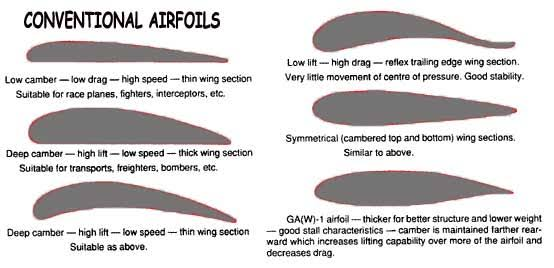 CONVENTIONAL AIRFOILS
Low camber — low drag — high speed — thin wing section
Suitable for race planes, fighters, interceptors, etc.
Deep camber — high lift — low speed — thick wing section
Suitable for transports, freighters, bombers, etc.
Deep camber — high lift — low speed — thin wing section
Suitable as above.
Low lift — high drag — reflex trailing edge wing section.
Very little movement of centre of pressure. Good stability.
Symmetrical (cambered top and bottom) wing sections.
Similar to above.
GA(W)-1 airfoil — thicker for better structure and lower weight
— good stall characteristics — camber is maintained farther rear-
ward which increases lifting capability over more of the airfoil and
decreases drag.